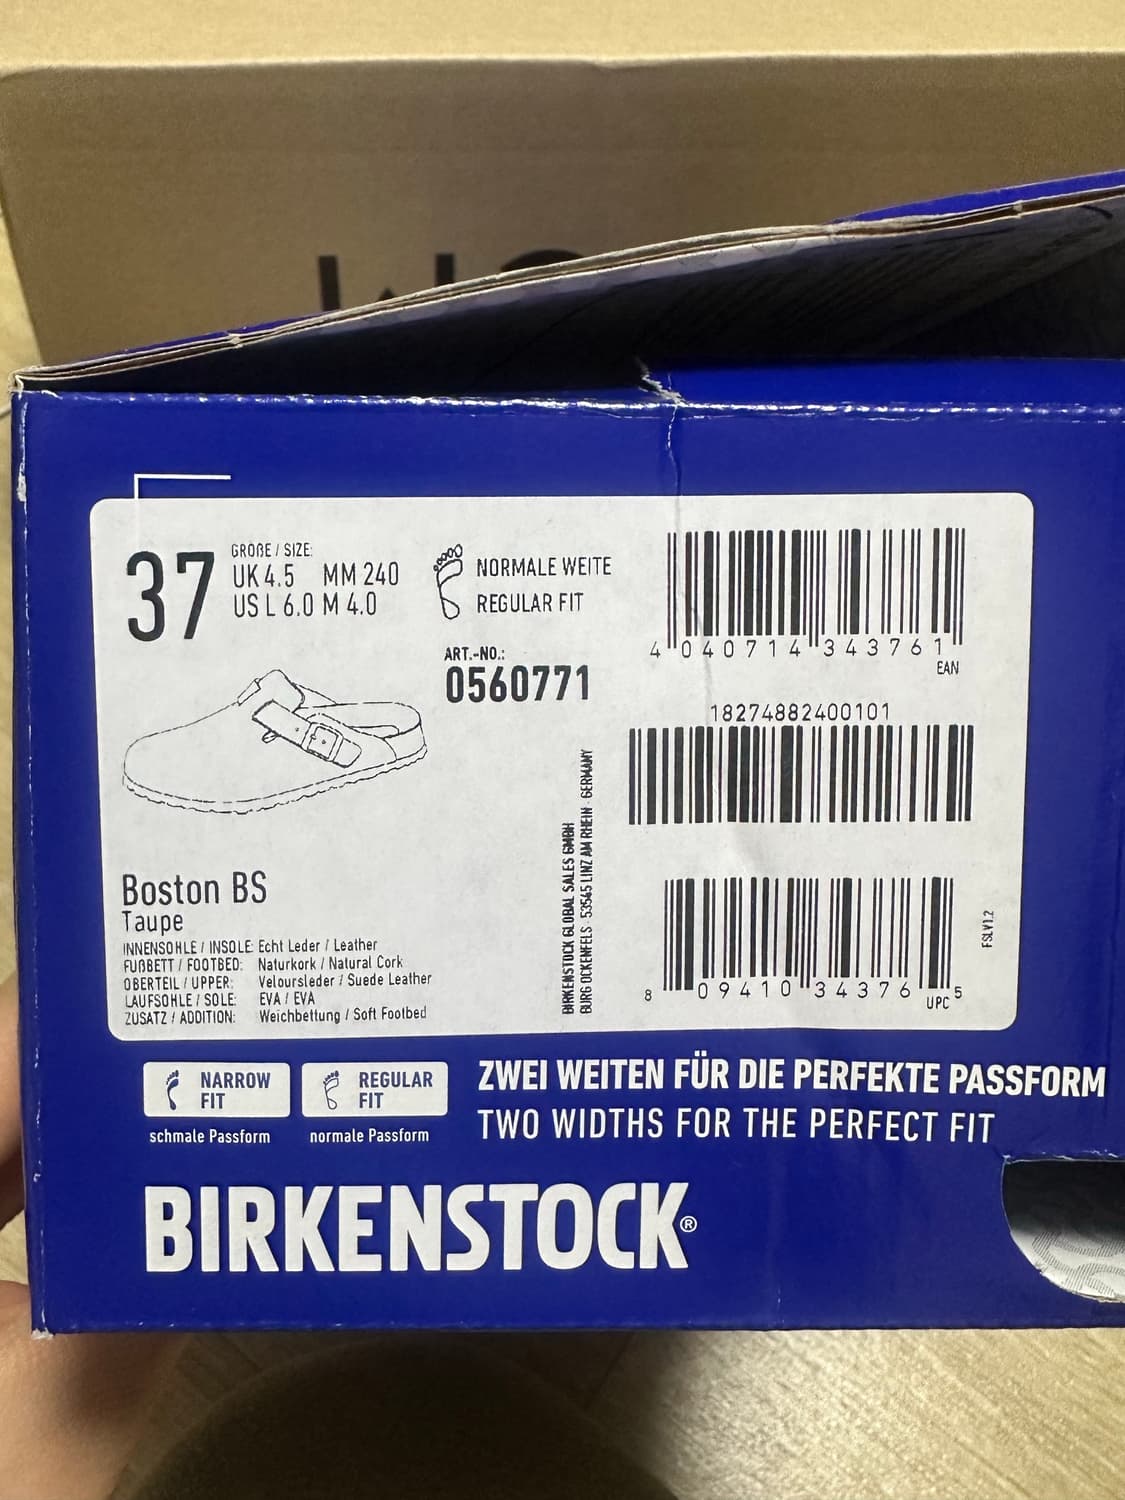 37
GRÖßE / SIZE:
UK 4.5 MM 240
US L 6.0 M 4.0
NORMALE WEITE
REGULAR FIT
ART.-NO.:
0560771
4 040714 343761
EAN
18274882400101
8 09410 34376 5
UPC
FSLV1.2
BIRKENSTOCK GLOBAL SALES GMBH
BURG OCKENFELS · 53545 LINZ AM RHEIN · GERMANY
Boston BS
Taupe
INNENSOHLE / INSOLE: Echt Leder / Leather
FUßBETT / FOOTBED: Naturkork / Natural Cork
OBERTEIL / UPPER: Veloursleder / Suede Leather
LAUFSOHLE / SOLE: EVA / EVA
ZUSATZ / ADDITION: Weichbettung / Soft Footbed
NARROW
FIT
schmale Passform
REGULAR
FIT
normale Passform
ZWEI WEITEN FÜR DIE PERFEKTE PASSFORM
TWO WIDTHS FOR THE PERFECT FIT
BIRKENSTOCK®